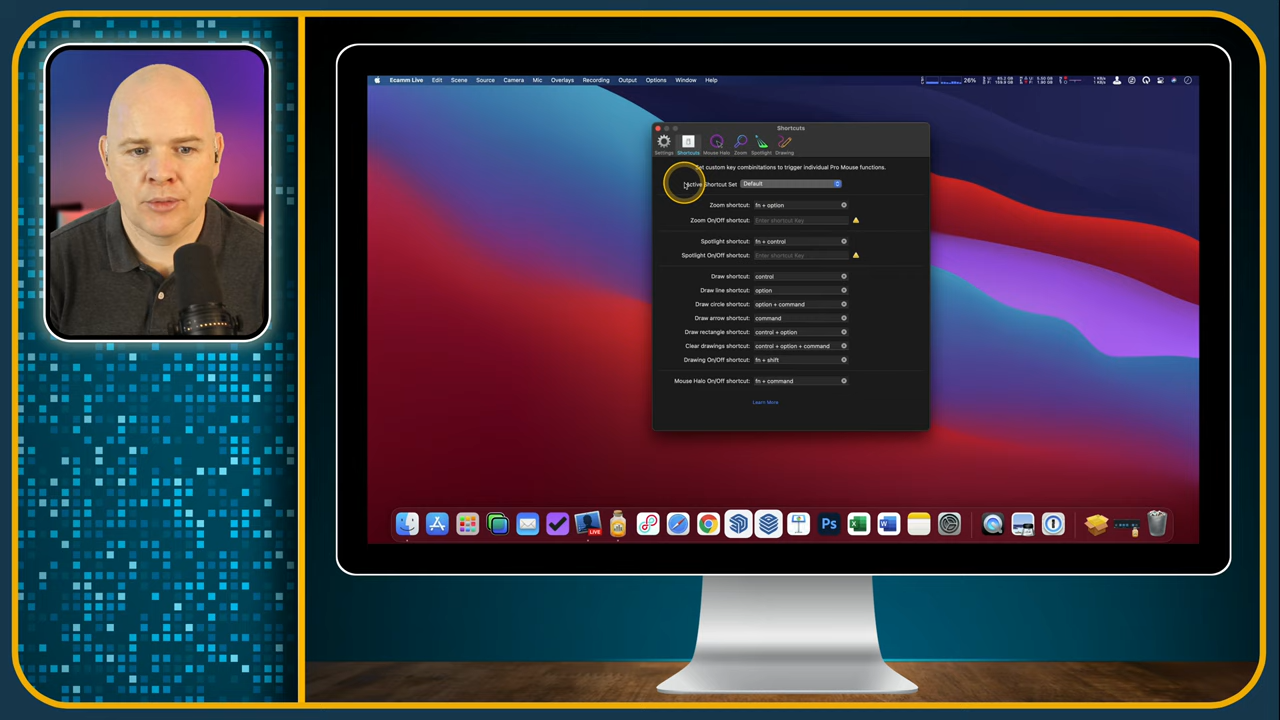 Ecamm Live Edit Scene Source Camera Mic Overlays Recording Output Options Window Help
26%
Shortcuts
Settings Shortcuts Mouse Halo Zoom Spotlight Drawing
Set custom key combinitations to trigger individual Pro Mouse functions.
Active Shortcut Set Default
Zoom shortcut: fn + option
Zoom On/Off shortcut: Enter shortcut Key
Spotlight shortcut: fn + control
Spotlight On/Off shortcut: Enter shortcut Key
Draw shortcut: control
Draw line shortcut: option
Draw circle shortcut: option + command
Draw arrow shortcut: command
Draw rectangle shortcut: control + option
Clear drawings shortcut: control + option + command
Drawing On/Off shortcut: fn + shift
Mouse Halo On/Off shortcut: fn + command
Learn More
LIVE
Ps